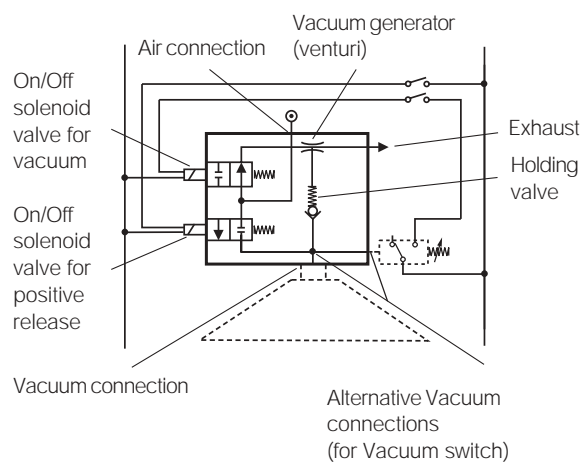 Vacuum generator
(venturi)
Air connection
On/Off
solenoid
valve for
vacuum
Exhaust
Holding
valve
On/Off
solenoid
valve for
positive
release
Vacuum connection
Alternative Vacuum
connections
(for Vacuum switch)